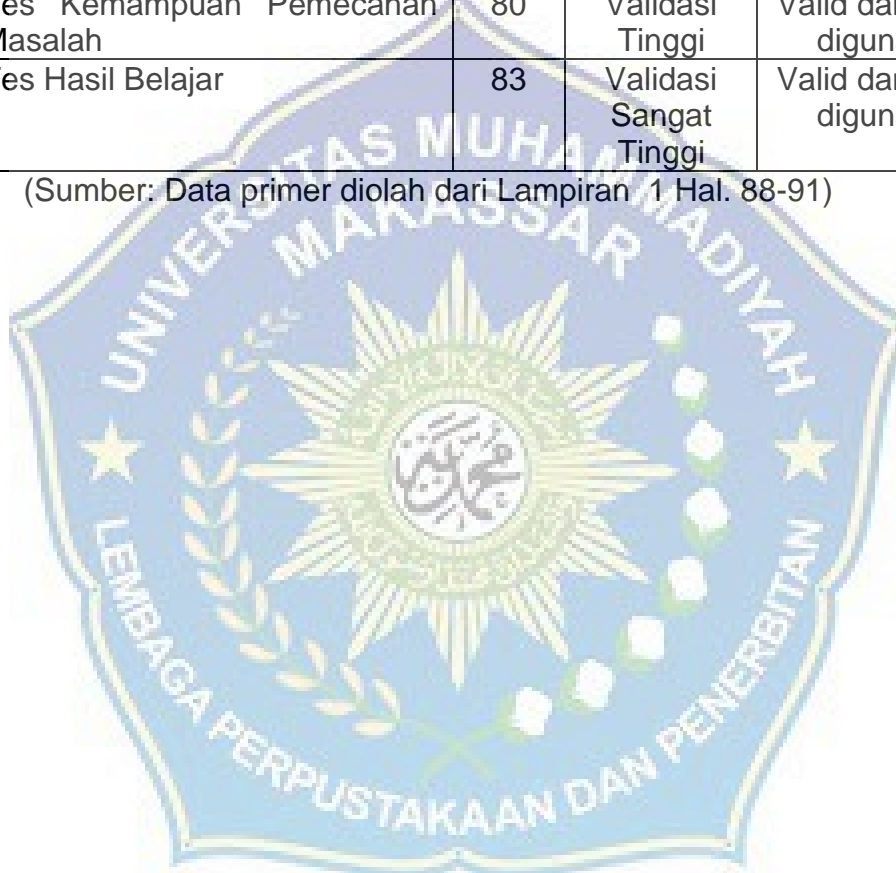 es Kemampuan Pemecahan 80 Validasi Valid dan
Masalah Tinggi digun
es Hasil Belajar 83 Validasi Valid dan
Sangat digun
Tinggi
(Sumber: Data primer diolah dari Lampiran 1 Hal. 88-91)
UNIVERSITAS MUHAMMADIYAH
MAKASSAR
LEMBAGA PERPUSTAKAAN DAN PENERBITAN